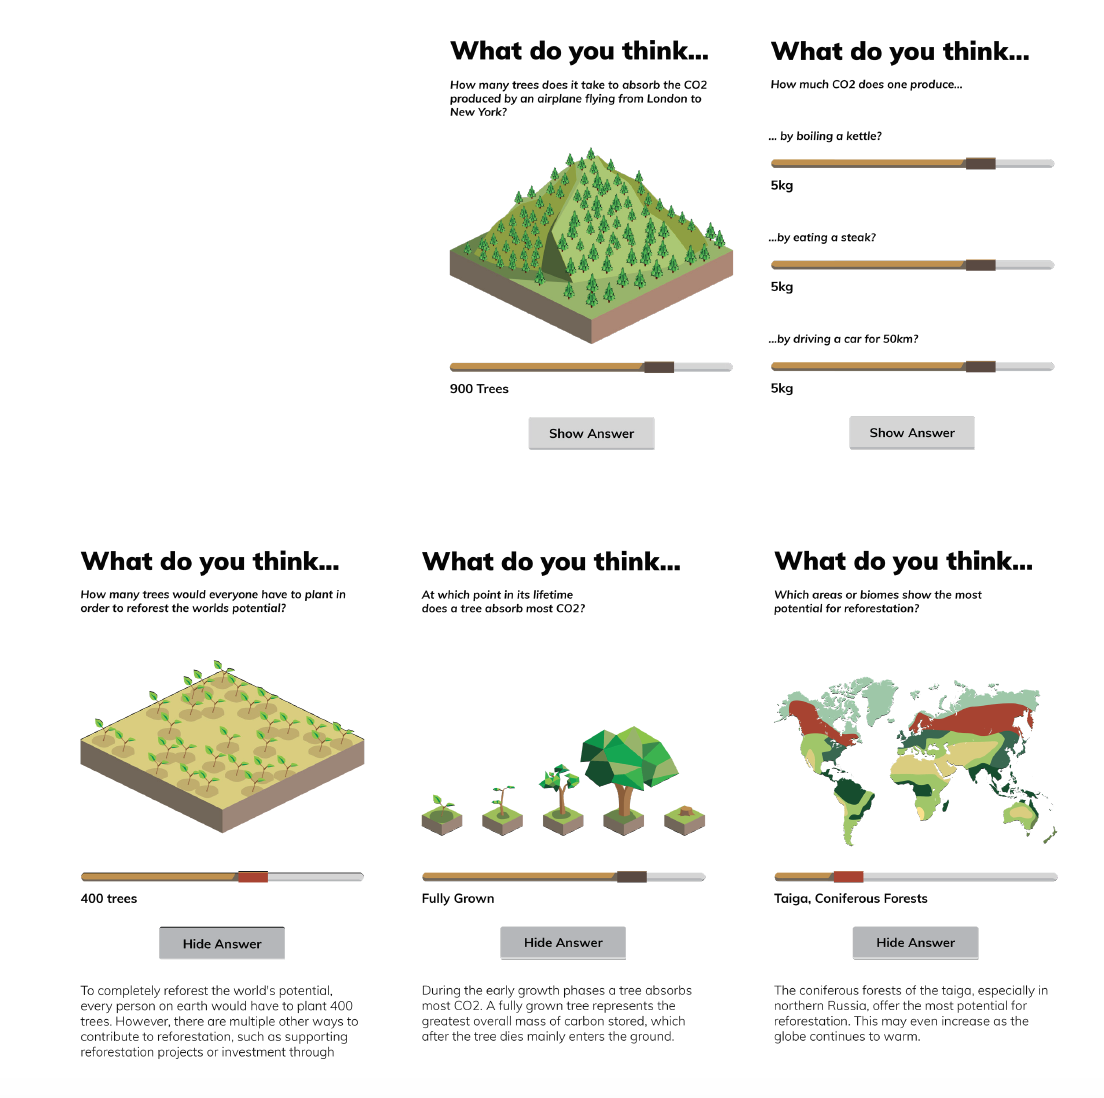 What do you think...
How many trees does it take to absorb the CO2
produced by an airplane flying from London to
New York?
900 Trees
Show Answer
What do you think...
How much CO2 does one produce...
... by boiling a kettle?
5kg
...by eating a steak?
5kg
...by driving a car for 50km?
5kg
Show Answer
What do you think...
How many trees would everyone have to plant in
order to reforest the worlds potential?
400 trees
Hide Answer
To completely reforest the world's potential,
every person on earth would have to plant 400
trees. However, there are multiple other ways to
contribute to reforestation, such as supporting
reforestation projects or investment through
What do you think...
At which point in its lifetime
does a tree absorb most CO2?
Fully Grown
Hide Answer
During the early growth phases a tree absorbs
most CO2. A fully grown tree represents the
greatest overall mass of carbon stored, which
after the tree dies mainly enters the ground.
What do you think...
Which areas or biomes show the most
potential for reforestation?
Taiga, Coniferous Forests
Hide Answer
The coniferous forests of the taiga, especially in
northern Russia, offer the most potential for
reforestation. This may even increase as the
globe continues to warm.